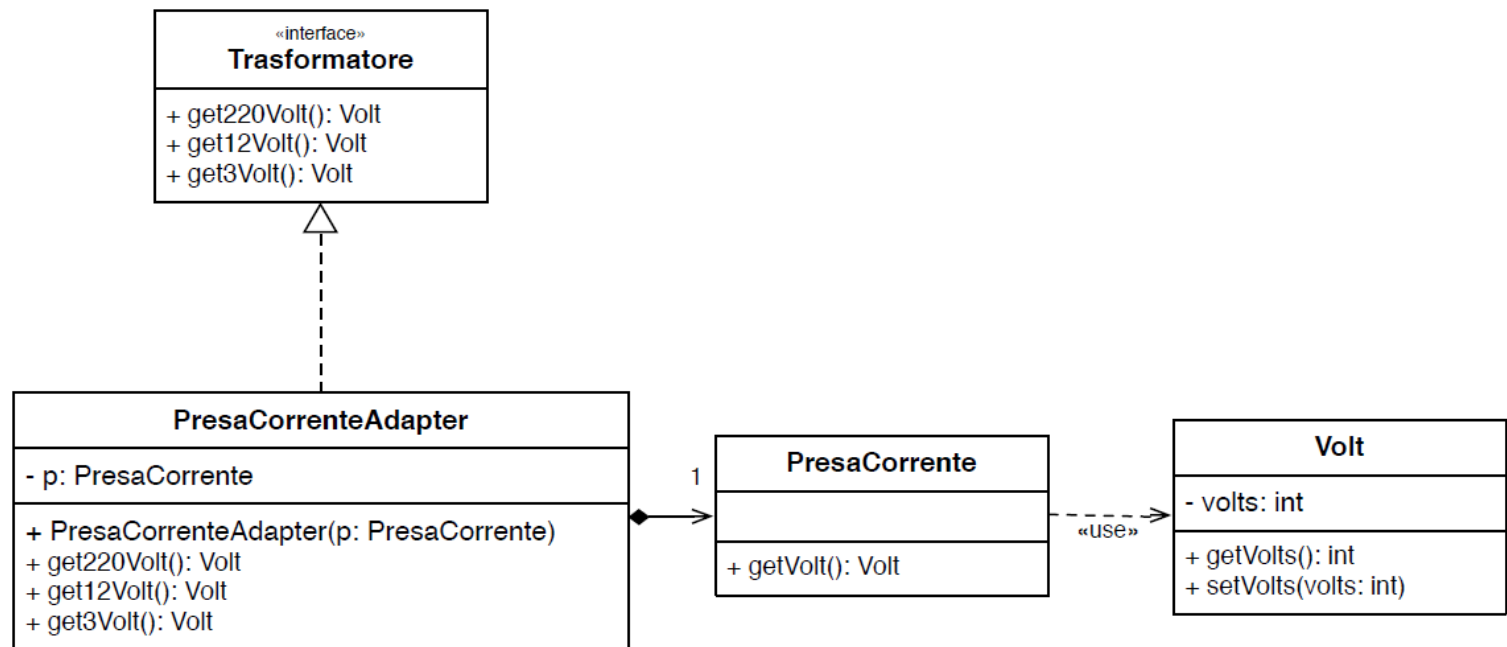 «interface»
Trasformatore
+ get220Volt(): Volt
+ get12Volt(): Volt
+ get3Volt(): Volt
PresaCorrenteAdapter
- p: PresaCorrente
+ PresaCorrenteAdapter(p: PresaCorrente)
+ get220Volt(): Volt
+ get12Volt(): Volt
+ get3Volt(): Volt
1
PresaCorrente
+ getVolt(): Volt
«use»
Volt
- volts: int
+ getVolts(): int
+ setVolts(volts: int)